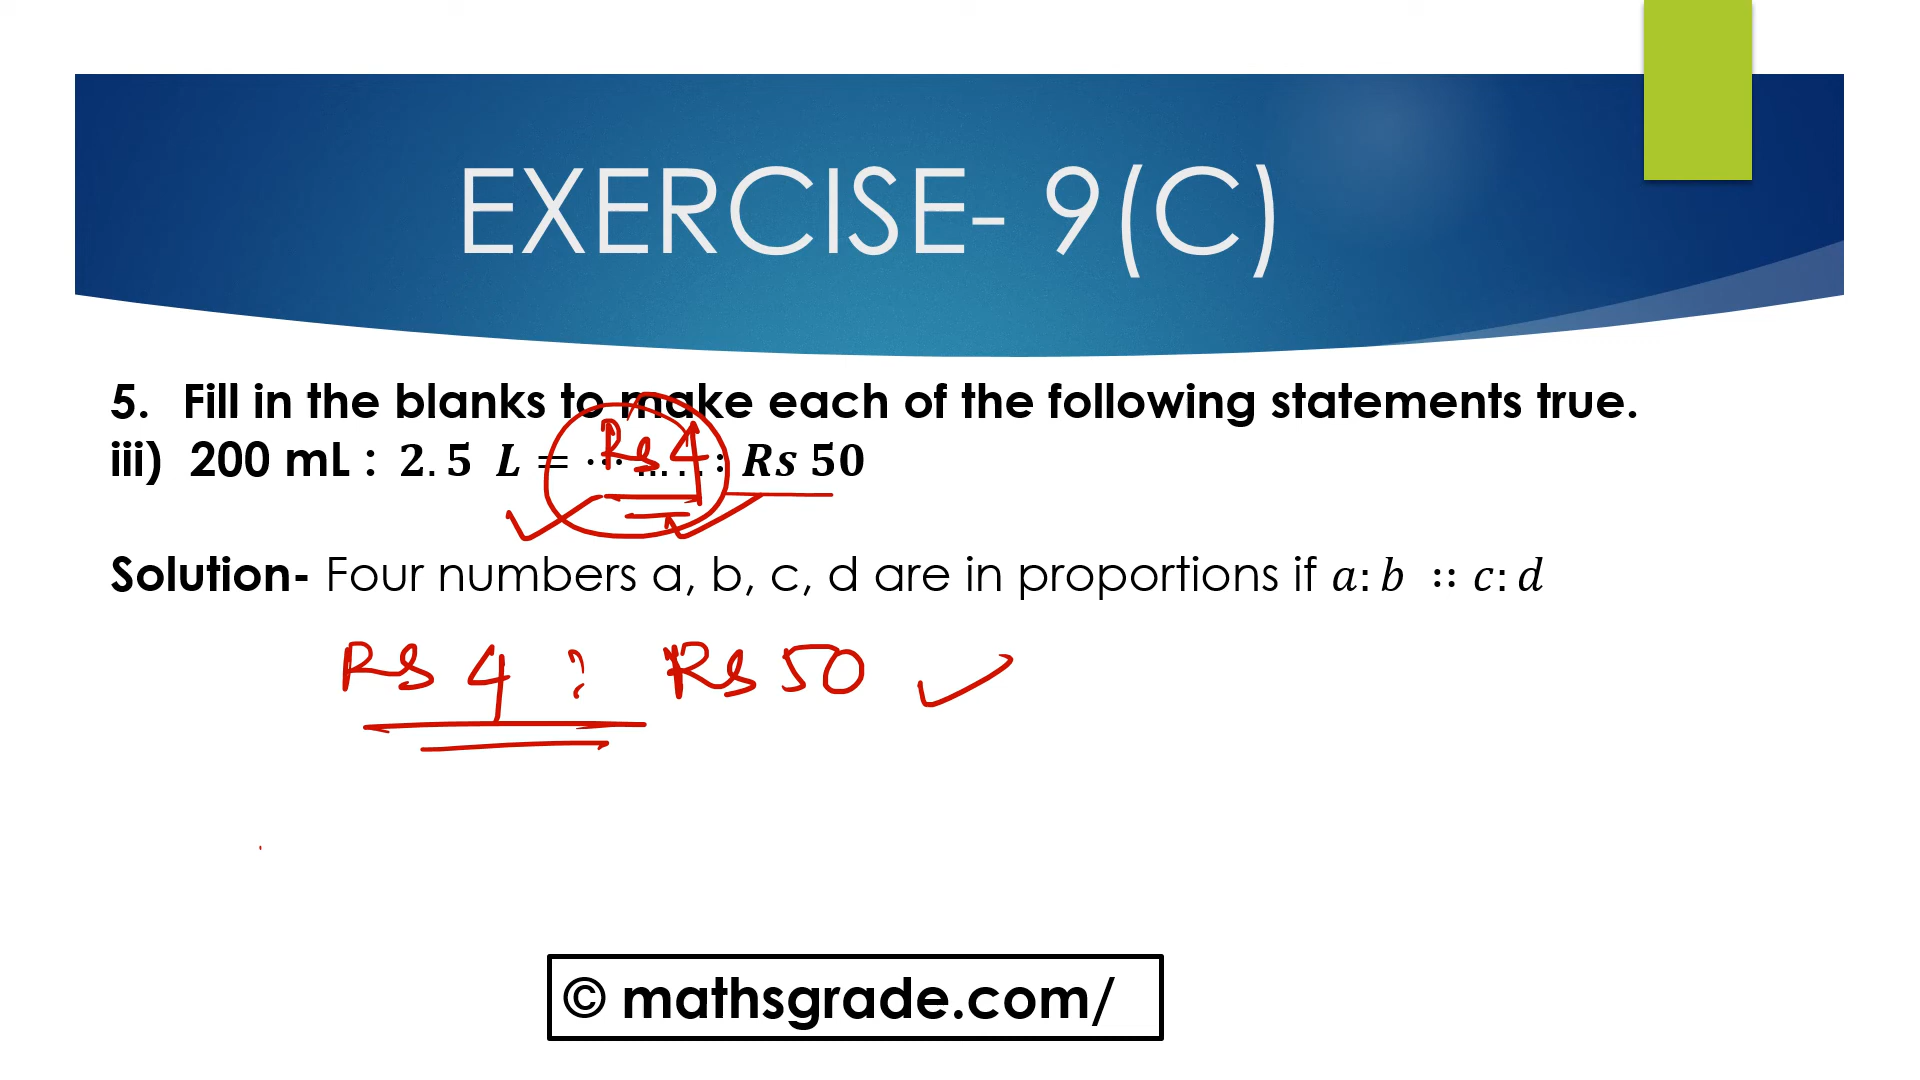 EXERCISE- 9(C)
5. Fill in the blanks to make each of the following statements true.
iii) 200 mL : 2.5 L = ... Rs 4 ....: Rs 50
Solution- Four numbers a, b, c, d are in proportions if a: b :: c: d
Rs 4 : Rs 50
© mathsgrade.com/